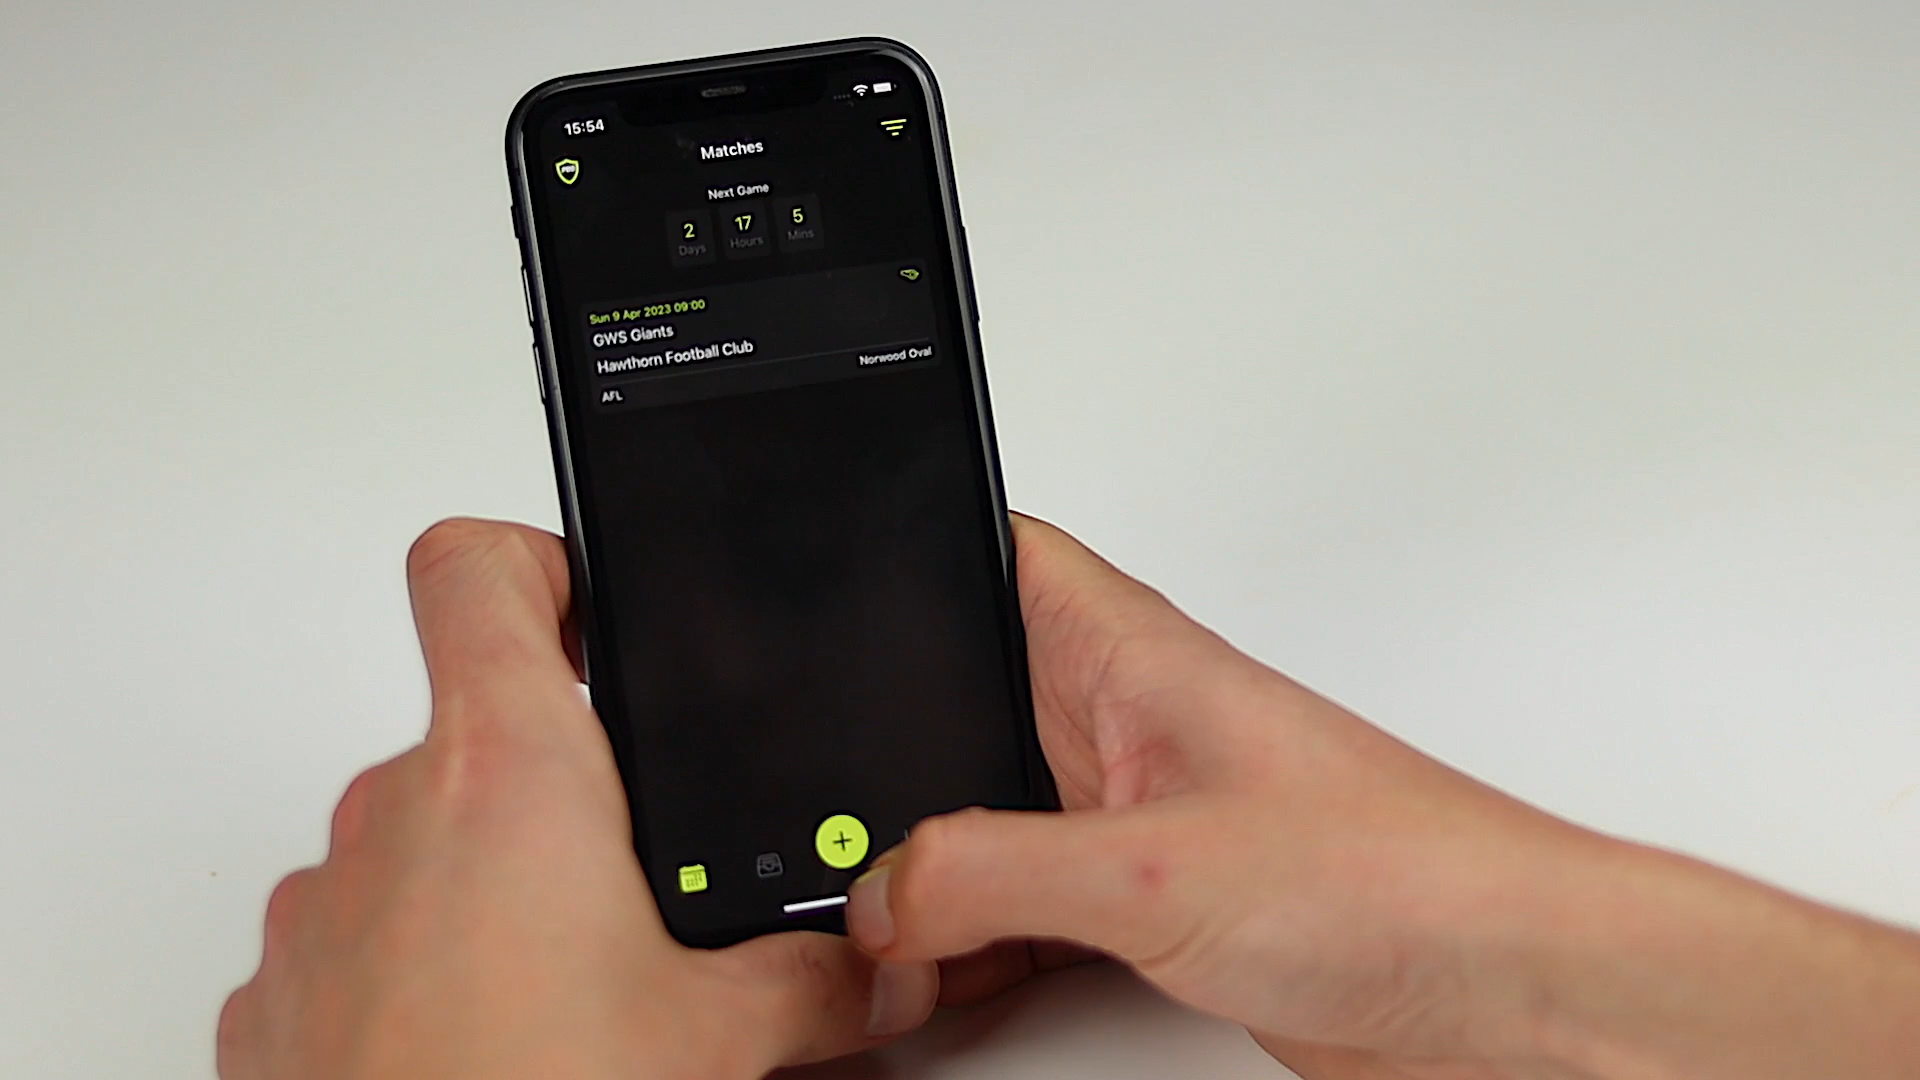 15:54
Matches
PRO
Next Game
2
17
5
Days
Hours
Mins
Sun 9 Apr 2023 09:00
GWS Giants
Hawthorn Football Club
Norwood Oval
AFL
+